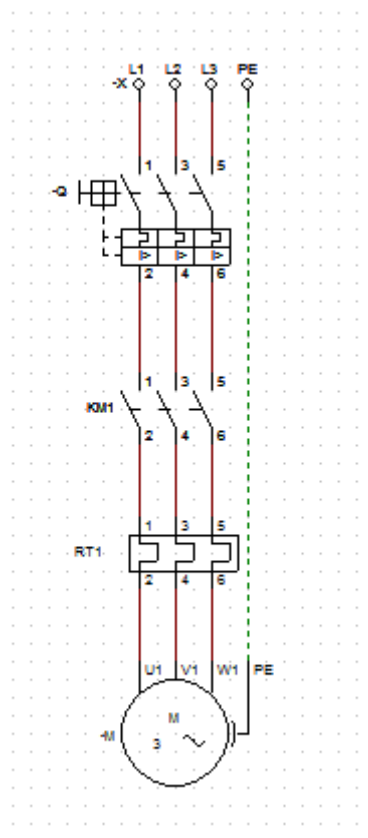 L1 L2 L3 PE
-X
1 3 5
-Q
I> I> I>
2 4 6
1 3 5
KM1
2 4 6
1 3 5
RT1
2 4 6
U1 V1 W1 PE
M
-M
3